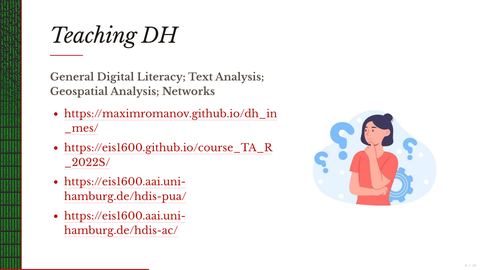 Teaching DH
General Digital Literacy; Text Analysis;
Geospatial Analysis; Networks
• https://maximromanov.github.io/dh_in
_mes/
• https://eis1600.github.io/course_TA_R
_2022S/
• https://eis1600.aai.uni-
hamburg.de/hdis-pua/
• https://eis1600.aai.uni-
hamburg.de/hdis-ac/